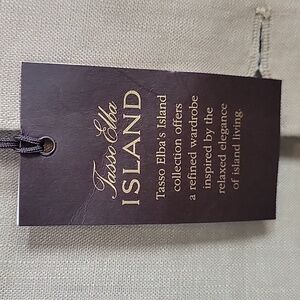 Tasso Elba
ISLAND
Tasso Elba's Island
collection offers
a refined wardrobe
inspired by the
relaxed elegance
of island living.